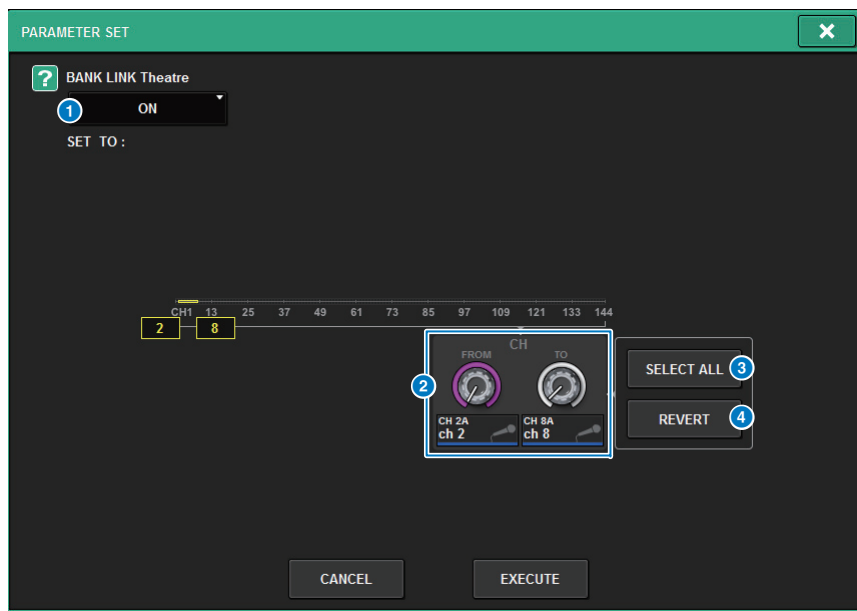 PARAMETER SET
?
BANK LINK Theatre
1
ON
SET TO :
CH1 13 25 37 49 61 73 85 97 109 121 133 144
2 8
CH
FROM TO
2
CH 2A CH 8A
ch 2 ch 8
SELECT ALL 3
REVERT 4
CANCEL EXECUTE